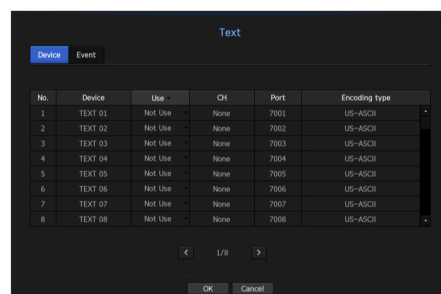 Text
Device Event
No. Device Use CH Port Encoding type
1 TEXT 01 Not Use None 7001 US-ASCII
2 TEXT 02 Not Use None 7002 US-ASCII
3 TEXT 03 Not Use None 7003 US-ASCII
4 TEXT 04 Not Use None 7004 US-ASCII
5 TEXT 05 Not Use None 7005 US-ASCII
6 TEXT 06 Not Use None 7006 US-ASCII
7 TEXT 07 Not Use None 7007 US-ASCII
8 TEXT 08 Not Use None 7008 US-ASCII
< 1/8 >
OK Cancel